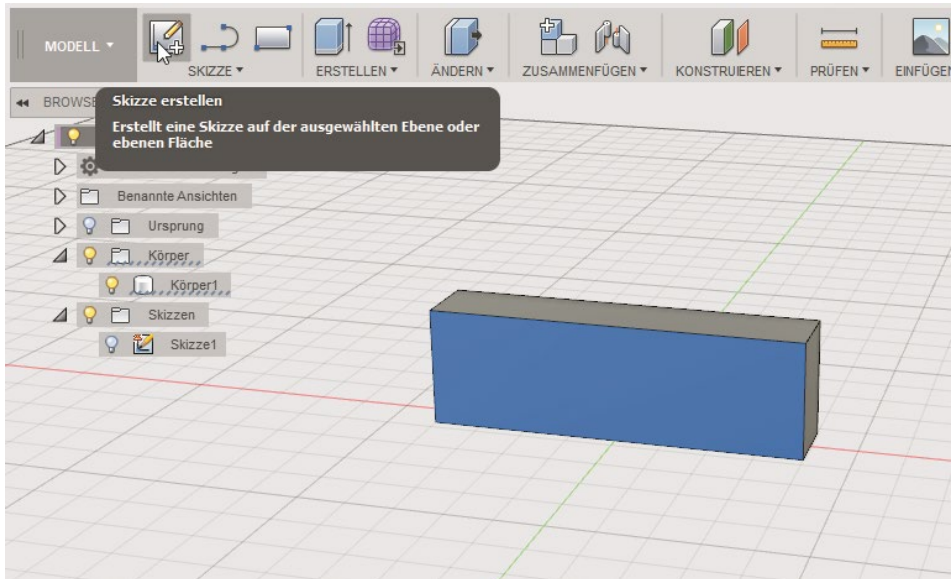 MODELL
SKIZZE
ERSTELLEN
ÄNDERN
ZUSAMMENFÜGEN
KONSTRUIEREN
PRÜFEN
EINFÜGEN
BROWSE
Skizze erstellen
Erstellt eine Skizze auf der ausgewählten Ebene oder
ebenen Fläche
Benannte Ansichten
Ursprung
Körper
Körper1
Skizzen
Skizze1